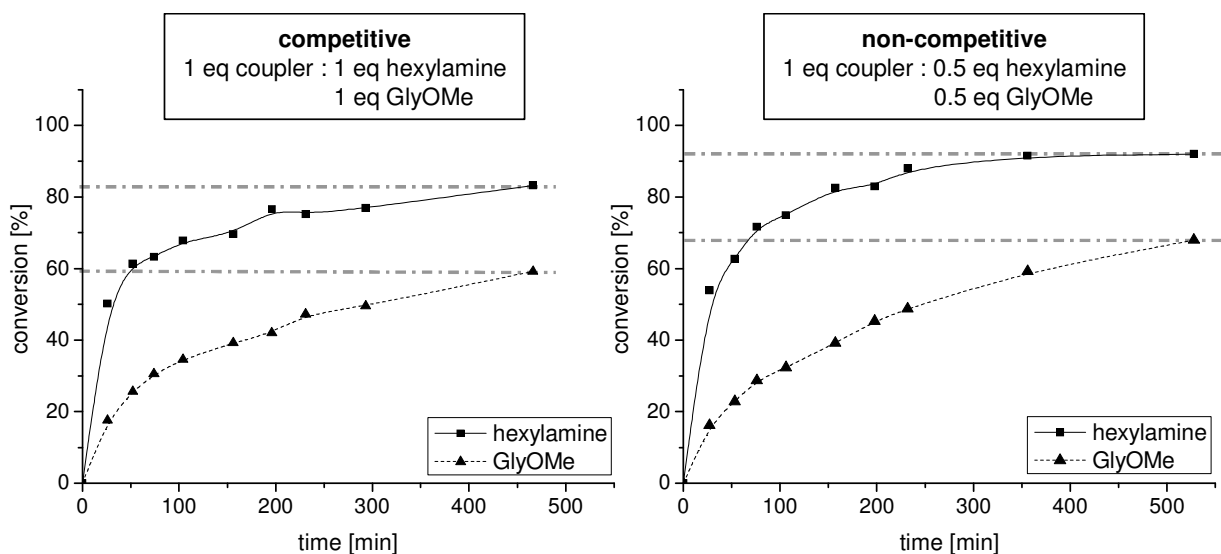 competitive
1 eq coupler : 1 eq hexylamine
1 eq GlyOMe
conversion [%]
100
80
60
40
20
0
hexylamine
GlyOMe
0 100 200 300 400 500
time [min]
non-competitive
1 eq coupler : 0.5 eq hexylamine
0.5 eq GlyOMe
conversion [%]
100
80
60
40
20
0
hexylamine
GlyOMe
0 100 200 300 400 500
time [min]